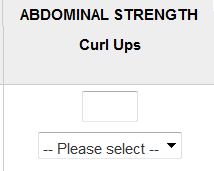 ABDOMINAL STRENGTH
Curl Ups
-- Please select --